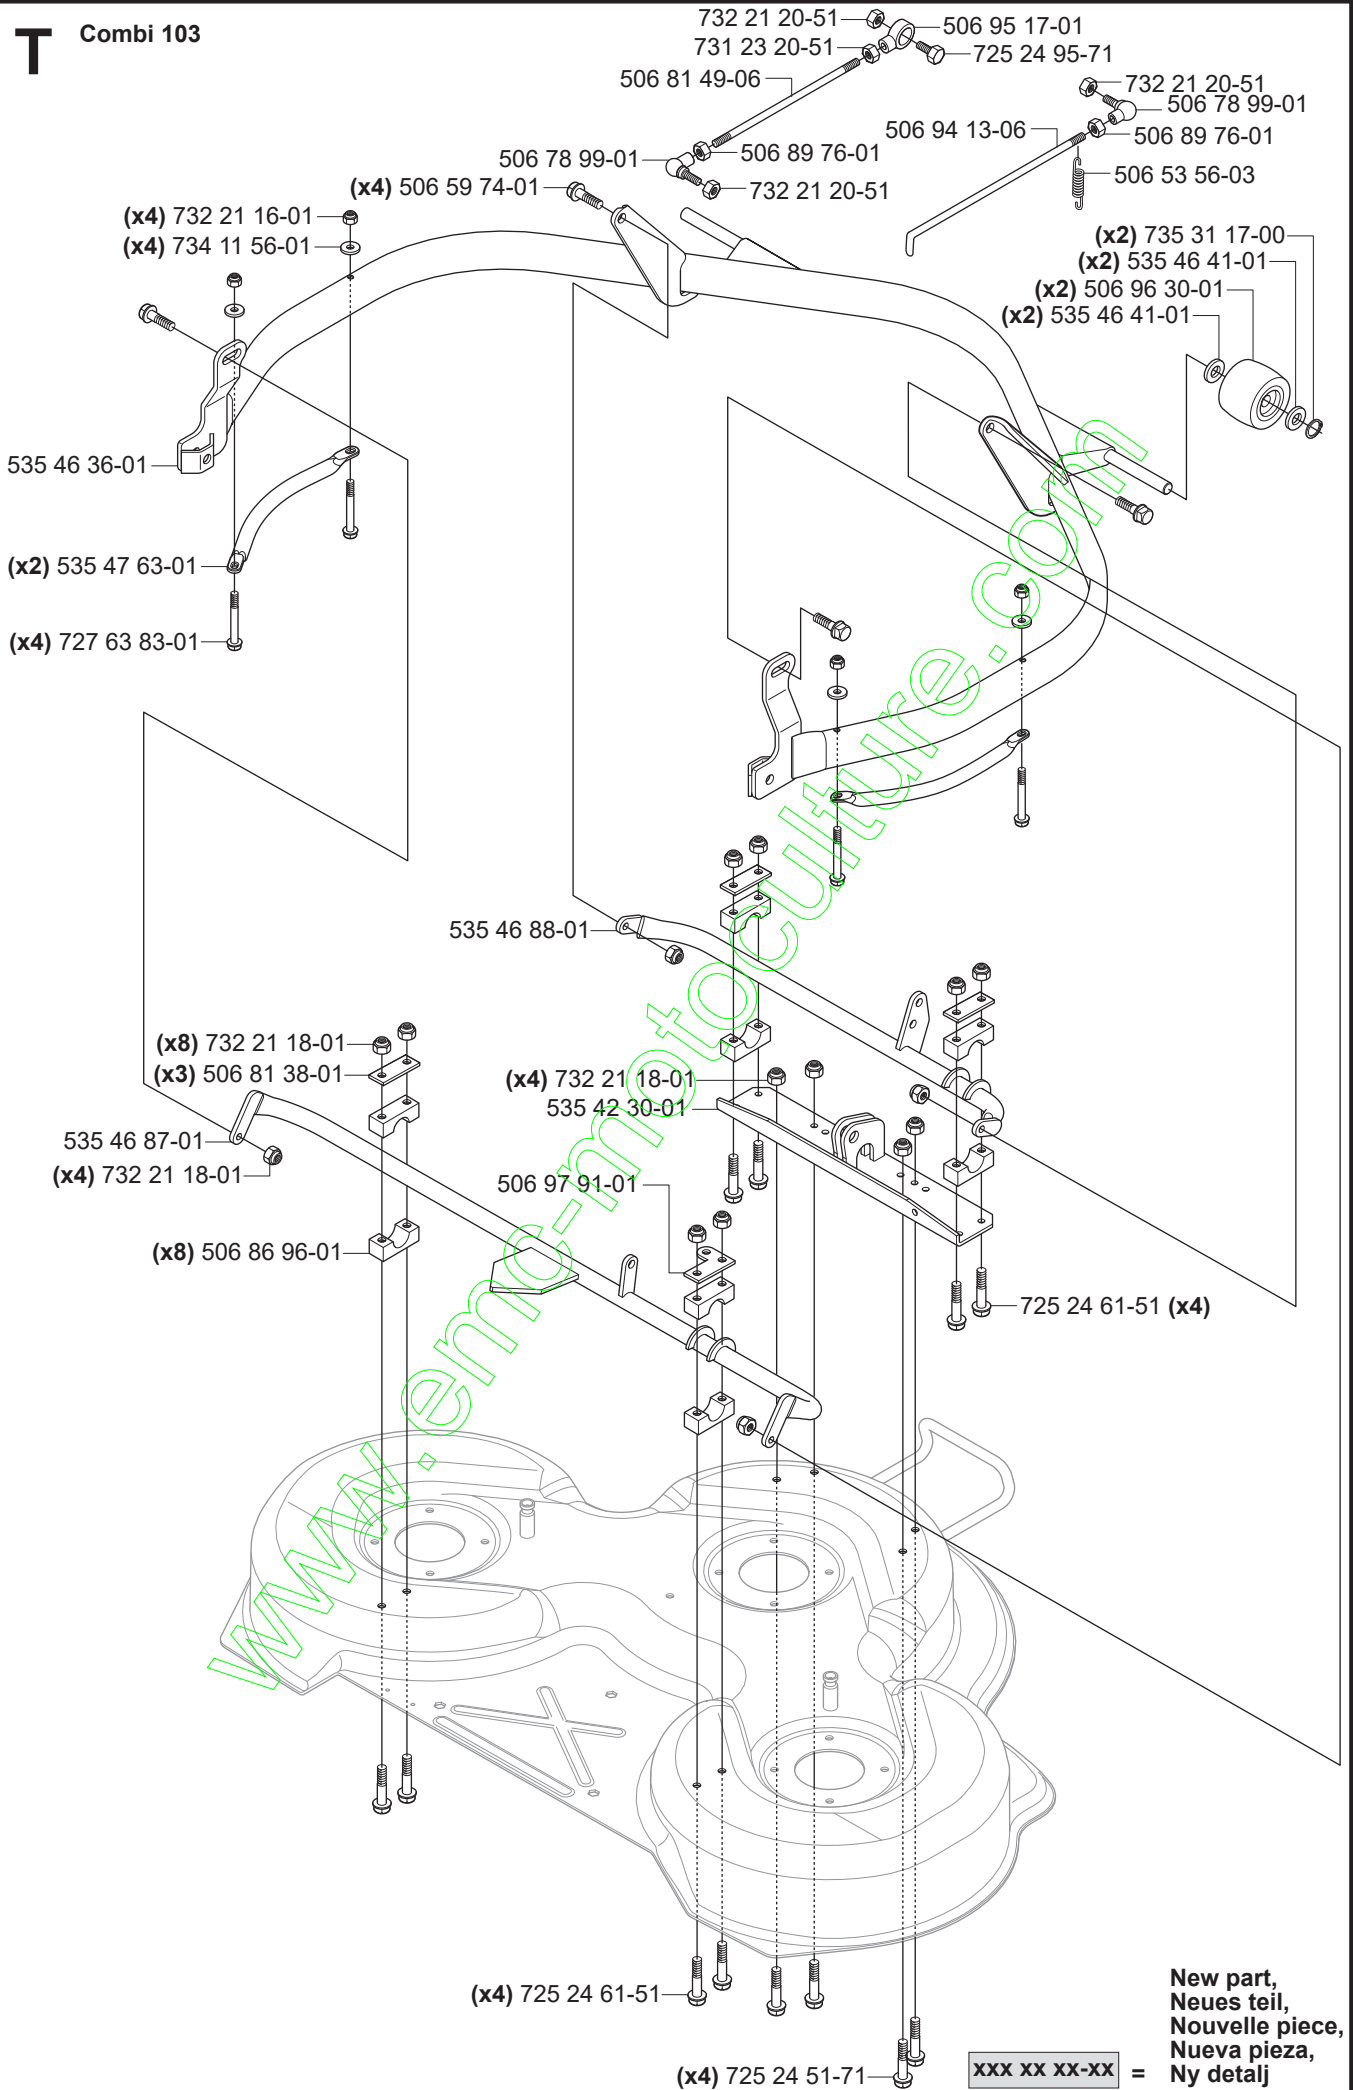 T
Combi 103
732 21 20-51
506 95 17-01
731 23 20-51
725 24 95-71
506 81 49-06
732 21 20-51
506 78 99-01
506 94 13-06
506 89 76-01
506 78 99-01
506 89 76-01
506 53 56-03
(x4) 506 59 74-01
732 21 20-51
(x4) 732 21 16-01
(x4) 734 11 56-01
(x2) 735 31 17-00
(x2) 535 46 41-01
(x2) 506 96 30-01
(x2) 535 46 41-01
535 46 36-01
(x2) 535 47 63-01
(x4) 727 63 83-01
535 46 88-01
(x8) 732 21 18-01
(x3) 506 81 38-01
(x4) 732 21 18-01
535 42 30-01
535 46 87-01
(x4) 732 21 18-01
506 97 91-01
(x8) 506 86 96-01
725 24 61-51 (x4)
(x4) 725 24 61-51
(x4) 725 24 51-71
xxx xx xx-xx =
New part,
Neues teil,
Nouvelle piece,
Nueva pieza,
Ny detalj
www.emc-motoculture.com